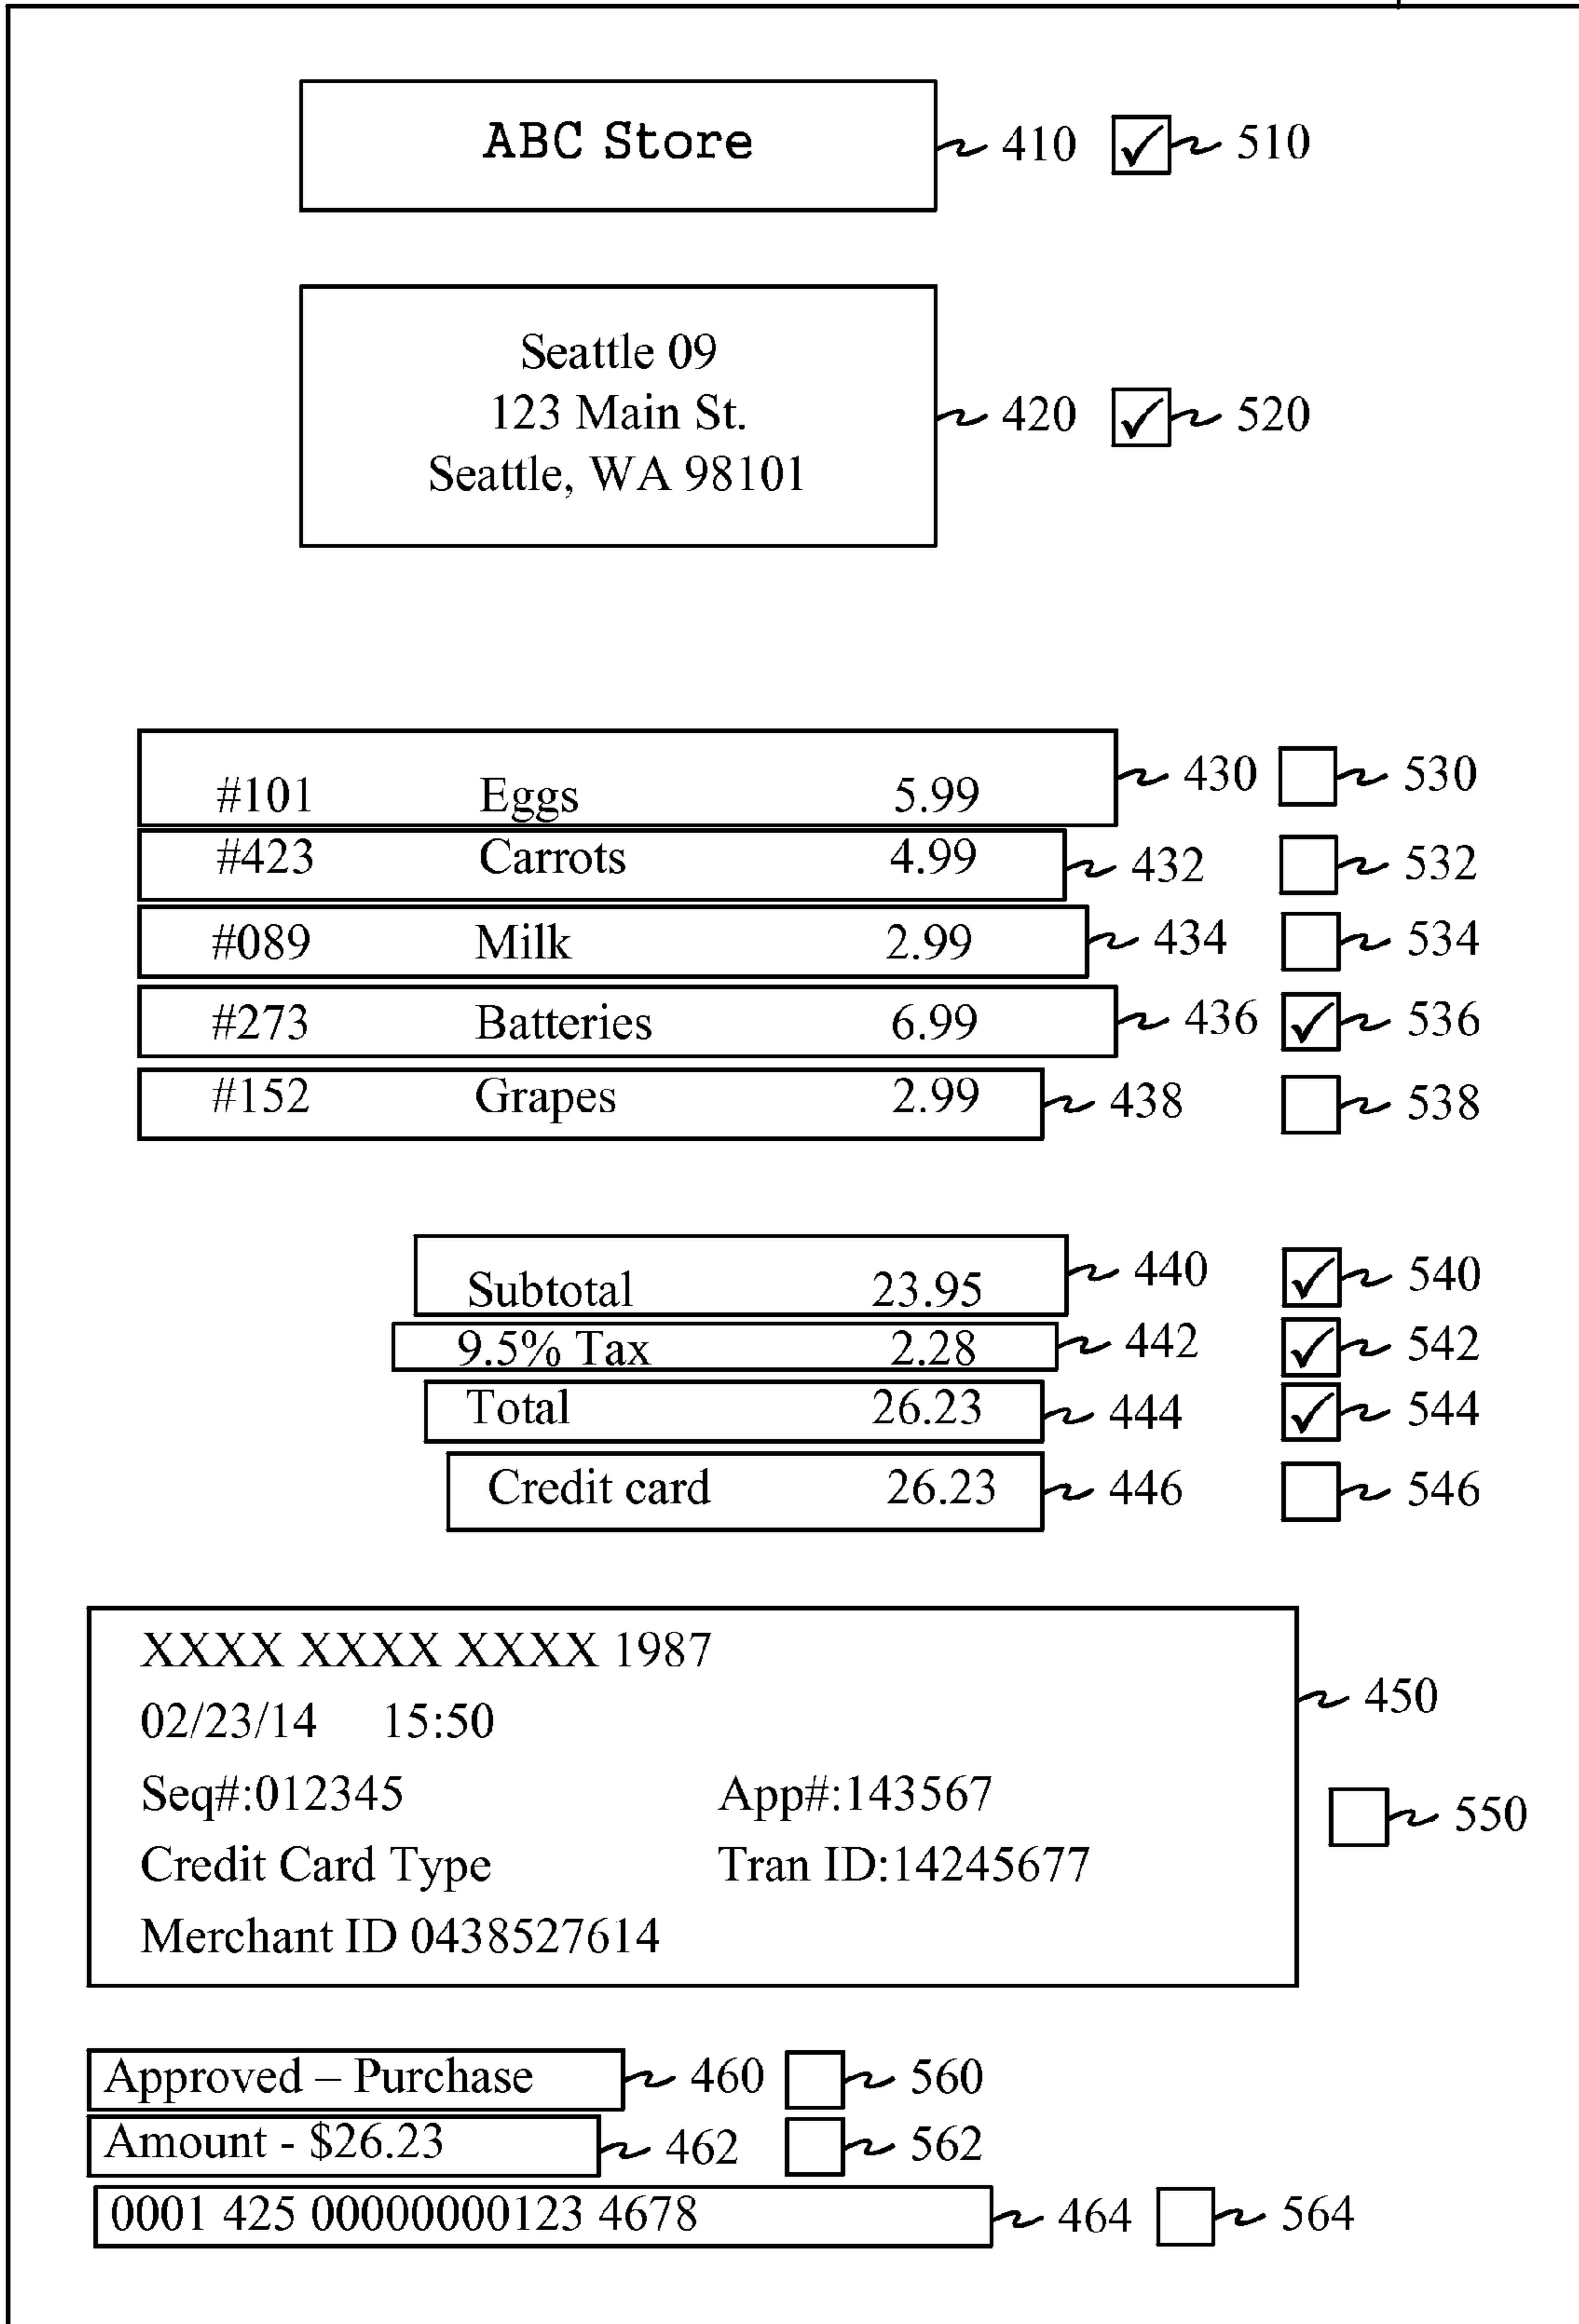 ABC Store 410 510
Seattle 09
123 Main St. 420 520
Seattle, WA 98101
#101 Eggs 5.99 430 530
#423 Carrots 4.99 432 532
#089 Milk 2.99 434 534
#273 Batteries 6.99 436 536
#152 Grapes 2.99 438 538
Subtotal 23.95 440 540
9.5% Tax 2.28 442 542
Total 26.23 444 544
Credit card 26.23 446 546
XXXX XXXX XXXX 1987
450
02/23/14 15:50
Seq#:012345 App#:143567
550
Credit Card Type Tran ID:14245677
Merchant ID 0438527614
Approved – Purchase 460 560
Amount - $26.23 462 562
0001 425 00000000123 4678 464 564